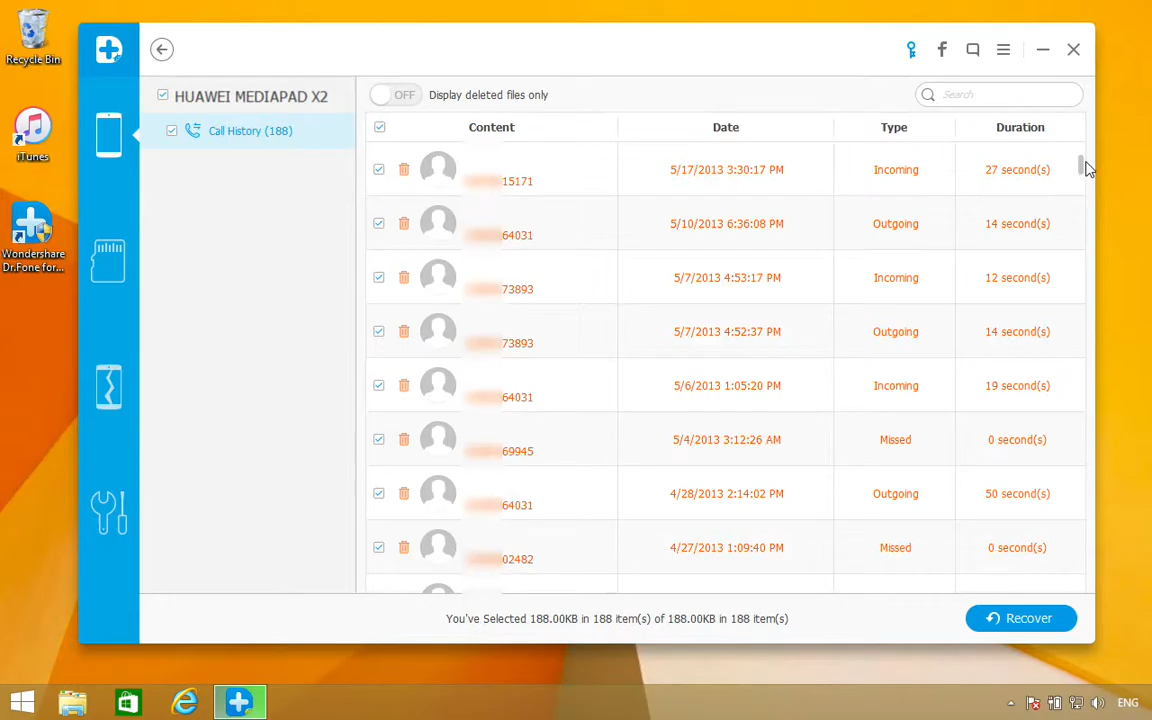 Recycle Bin
iTunes
Wondershare
Dr.Fone for...
HUAWEI MEDIAPAD X2
Call History (188)
OFF Display deleted files only
Search
Content Date Type Duration
15171 5/17/2013 3:30:17 PM Incoming 27 second(s)
64031 5/10/2013 6:36:08 PM Outgoing 14 second(s)
73893 5/7/2013 4:53:17 PM Incoming 12 second(s)
73893 5/7/2013 4:52:37 PM Outgoing 14 second(s)
64031 5/6/2013 1:05:20 PM Incoming 19 second(s)
69945 5/4/2013 3:12:26 AM Missed 0 second(s)
64031 4/28/2013 2:14:02 PM Outgoing 50 second(s)
02482 4/27/2013 1:09:40 PM Missed 0 second(s)
You've Selected 188.00KB in 188 item(s) of 188.00KB in 188 item(s)
Recover
ENG